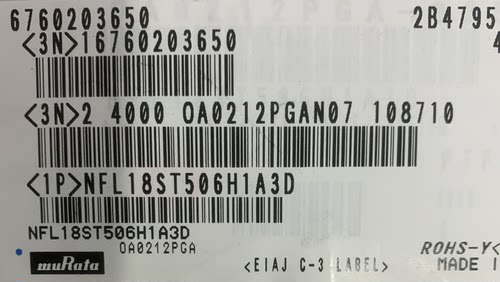 6760203650 2B4795
<3N>16760203650 4
<3N>2 4000 OA0212PGAN07 108710
<1P>NFL18ST506H1A3D
NFL18ST506H1A3D
OA0212PGA
muRata <EIAJ C-3 LABEL> ROHS-Y<
MADE I